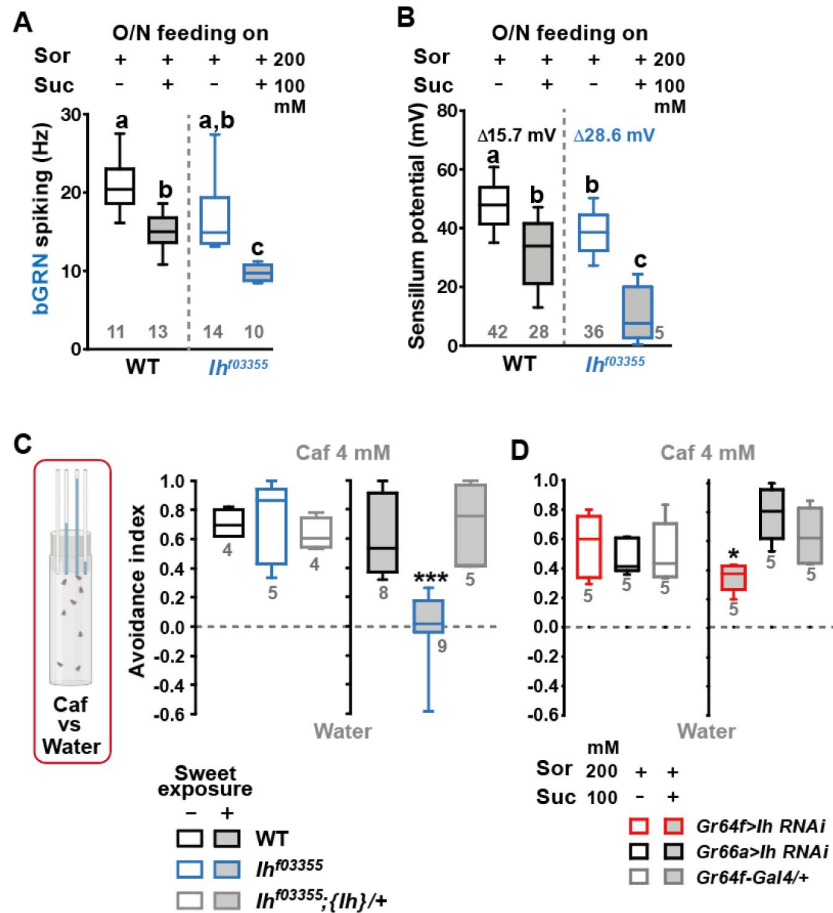 A
O/N feeding on
Sor + + + + 200
Suc - + - + 100
mM
bGRN spiking (Hz)
30
20
10
0
a
b
a,b
c
11 13 14 10
WT Ih^f03355
B
O/N feeding on
Sor + + + + 200
Suc - + - + 100
mM
Sensillum potential (mV)
80
60
40
20
0
Δ15.7 mV Δ28.6 mV
a
b
b
c
42 28 36 5
WT Ih^f03355
C
Caf
vs
Water
Caf 4 mM
Avoidance index
1.0
0.8
0.6
0.4
0.2
0.0
-0.2
-0.4
-0.6
4
5
4
8
***
9
5
Water
Sweet
exposure
- +
WT
Ih^f03355
Ih^f03355;{Ih}/+
D
Caf 4 mM
1.0
0.8
0.6
0.4
0.2
0.0
-0.2
-0.4
-0.6
5
5
5
*
5
5
5
Water
mM
Sor 200 + +
Suc 100 - +
Gr64f>Ih RNAi
Gr66a>Ih RNAi
Gr64f-Gal4/+